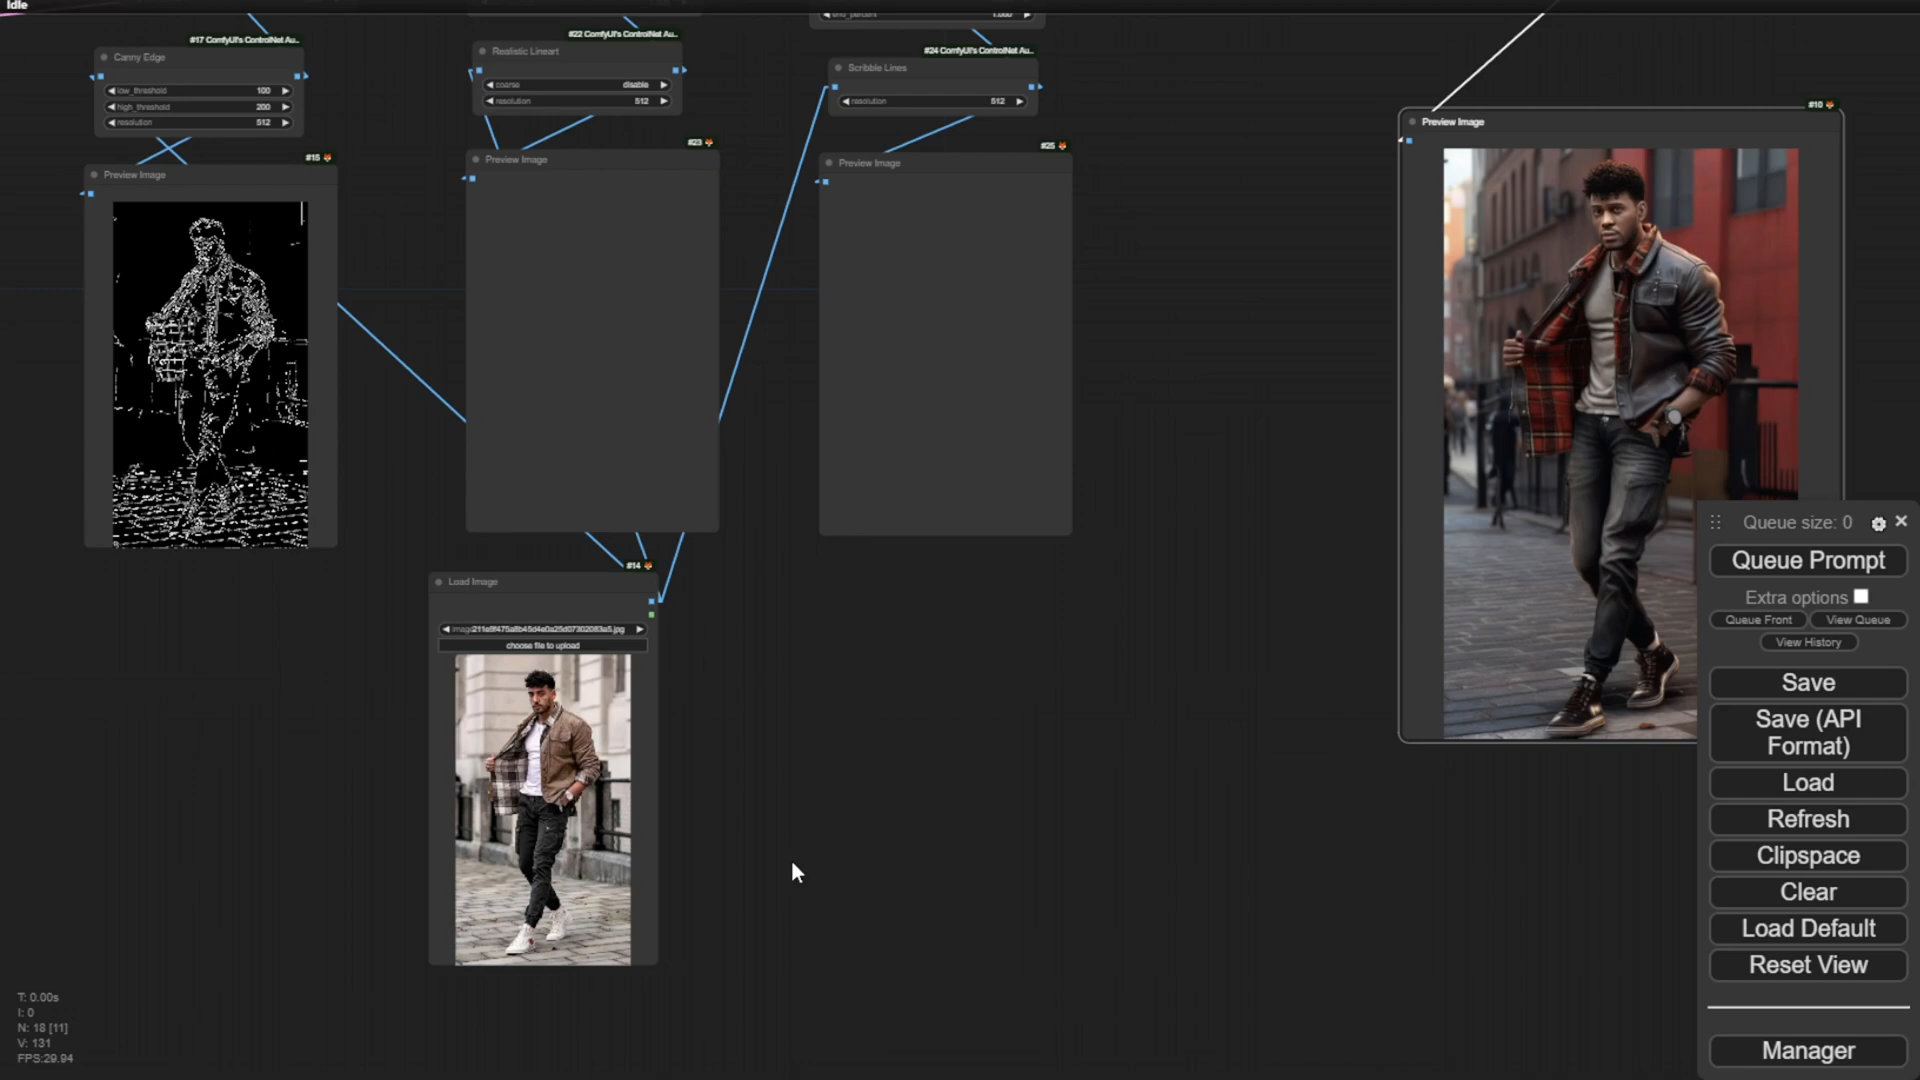 Idle
#17 ComfyUI's ControlNet Au..
Canny Edge
low_threshold 100
high_threshold 200
resolution 512
#15
Preview Image
#22 ComfyUI's ControlNet Au..
Realistic Lineart
coarse disable
resolution 512
#23
Preview Image
end_percent 1.000
#24 ComfyUI's ControlNet Au..
Scribble Lines
resolution 512
#25
Preview Image
#10
Preview Image
#14
Load Image
choose file to upload
Queue size: 0
Queue Prompt
Extra options
Queue Front
View Queue
View History
Save
Save (API
Format)
Load
Refresh
Clipspace
Clear
Load Default
Reset View
Manager
T: 0.00s
I: 0
N: 18 [11]
V: 131
FPS:29.94